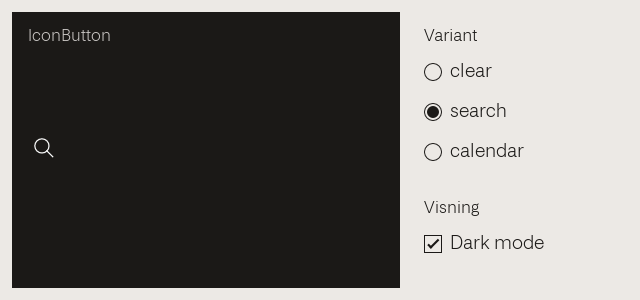 IconButton
Variant
clear
search
calendar
Visning
Dark mode